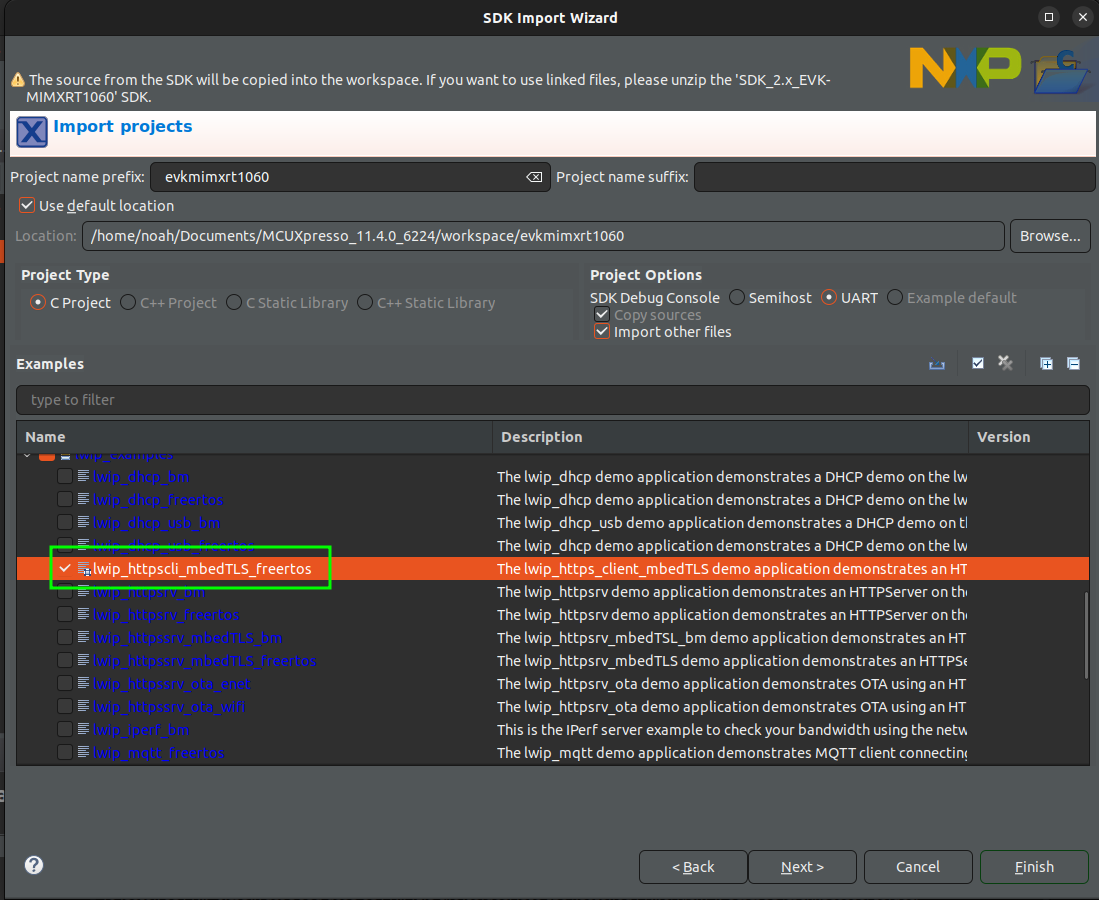 SDK Import Wizard
The source from the SDK will be copied into the workspace. If you want to use linked files, please unzip the 'SDK_2.x_EVK-
MIMXRT1060' SDK.
NXP
Import projects
Project name prefix: evkmimxrt1060 Project name suffix:
Use default location
Location: /home/noah/Documents/MCUXpresso_11.4.0_6224/workspace/evkmimxrt1060 Browse...
Project Type Project Options
C Project C++ Project C Static Library C++ Static Library SDK Debug Console Semihost UART Example default
Copy sources
Import other files
Examples
type to filter
Name Description Version
lwip_examples
lwip_dhcp_bm The lwip_dhcp demo application demonstrates a DHCP demo on the lw
lwip_dhcp_freertos The lwip_dhcp demo application demonstrates a DHCP demo on the lw
lwip_dhcp_usb_bm The lwip_dhcp_usb demo application demonstrates a DHCP demo on tl
lwip_dhcp_usb_freertos The lwip_dhcp demo application demonstrates a DHCP demo on the lw
lwip_httpscli_mbedTLS_freertos The lwip_https_client_mbedTLS demo application demonstrates an HT
lwip_httpsrv_bm The lwip_httpsrv demo application demonstrates an HTTPServer on the
lwip_httpsrv_freertos The lwip_httpsrv demo application demonstrates an HTTPServer on the
lwip_httpssrv_mbedTLS_bm The lwip_httpsrv_mbedTSL_bm demo application demonstrates an HT
lwip_httpssrv_mbedTLS_freertos The lwip_httpsrv_mbedTLS demo application demonstrates an HTTPSe
lwip_httpssrv_ota_enet The lwip_httpsrv_ota demo application demonstrates OTA using an HT
lwip_httpssrv_ota_wifi The lwip_httpsrv_ota demo application demonstrates OTA using an HT
lwip_iperf_bm This is the IPerf server example to check your bandwidth using the netw
lwip_mqtt_freertos The lwip_mqtt demo application demonstrates MQTT client connecting
< Back Next > Cancel Finish